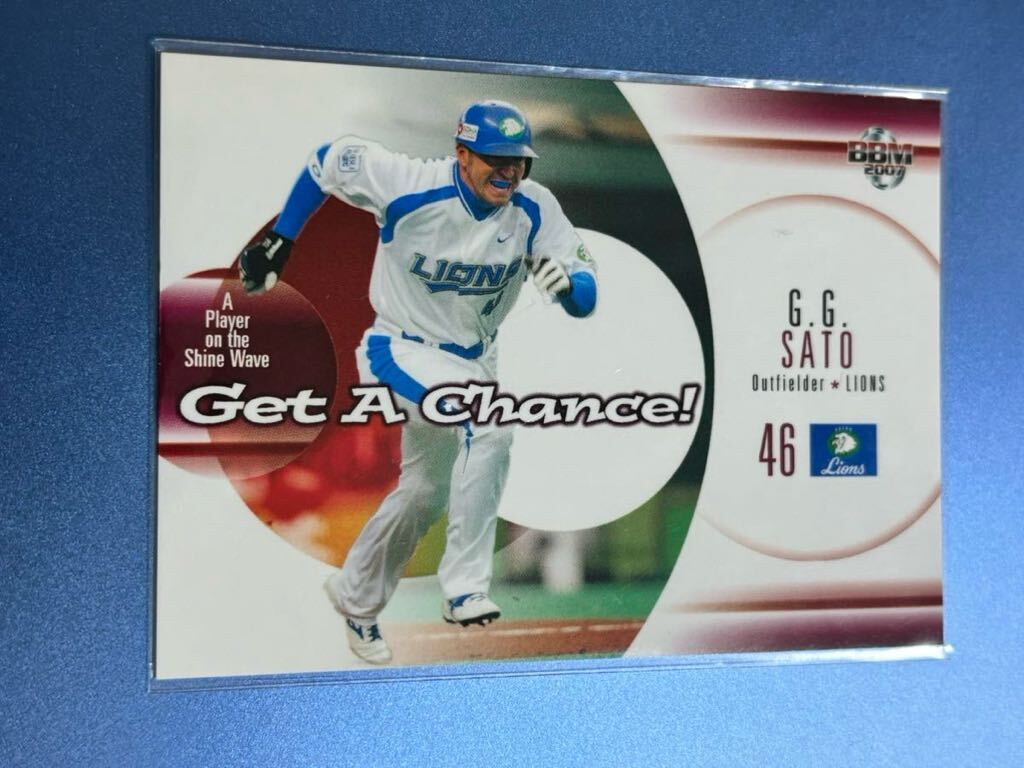 BBM
2007
LIONS
A
Player
on the
Shine Wave
Get A Chance!
G.G.
SATO
Outfielder ★ LIONS
46
Lions